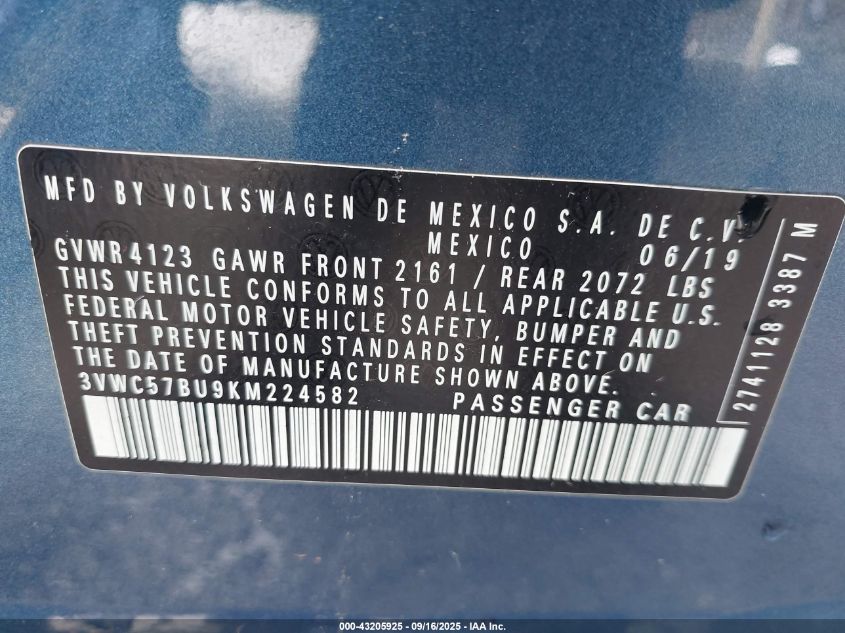 MFD BY VOLKSWAGEN DE MEXICO S.A. DE C.V.
MEXICO 06/19
GVWR 4123 GAWR FRONT 2161 / REAR 2072 LBS
THIS VEHICLE CONFORMS TO ALL APPLICABLE U.S.
FEDERAL MOTOR VEHICLE SAFETY, BUMPER AND
THEFT PREVENTION STANDARDS IN EFFECT ON
THE DATE OF MANUFACTURE SHOWN ABOVE.
3VWC57BU9KM224582 PASSENGER CAR
2741128 3387 M
000-43205925 - 09/16/2025 - IAA Inc.